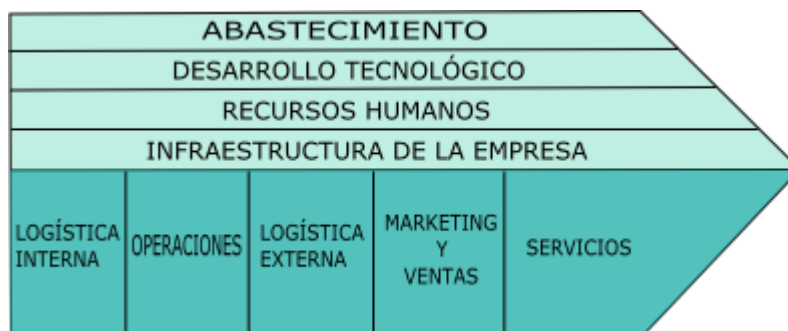 ABASTECIMIENTO
DESARROLLO TECNOLÓGICO
RECURSOS HUMANOS
INFRAESTRUCTURA DE LA EMPRESA
LOGÍSTICA
INTERNA
OPERACIONES
LOGÍSTICA
EXTERNA
MARKETING
Y
VENTAS
SERVICIOS